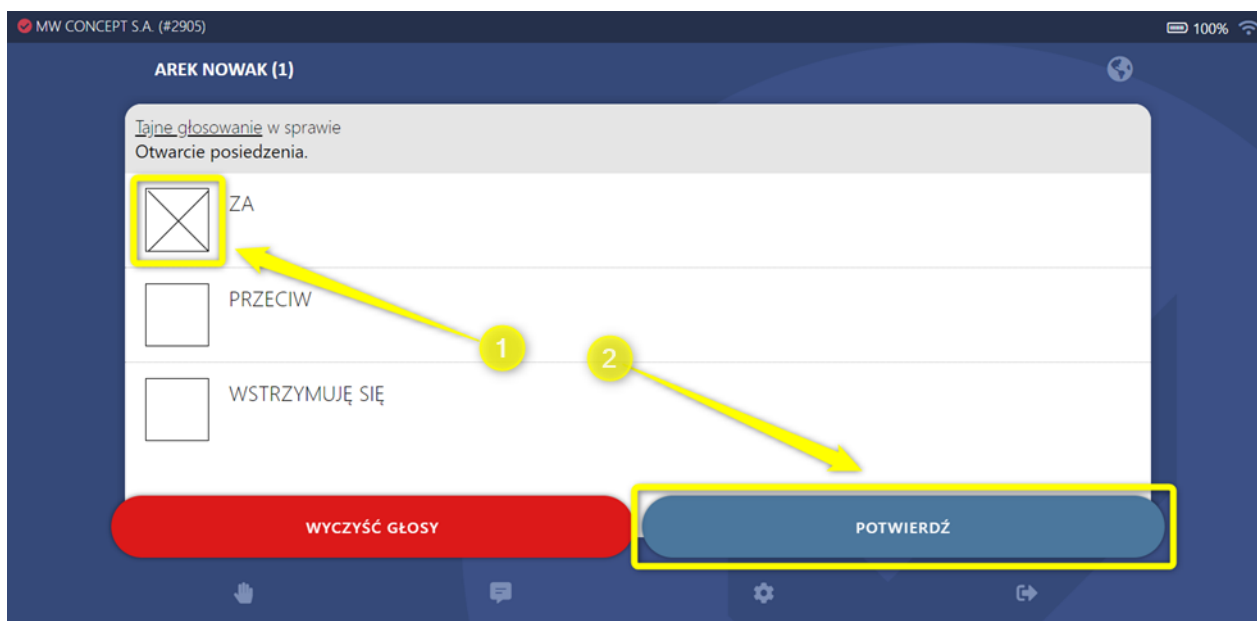 MW CONCEPT S.A. (#2905)
100%
AREK NOWAK (1)
Tajne głosowanie w sprawie
Otwarcie posiedzenia.
ZA
PRZECIW
1
2
WSTRZYMUJĘ SIĘ
WYCZYŚĆ GŁOSY
POTWIERDŹ